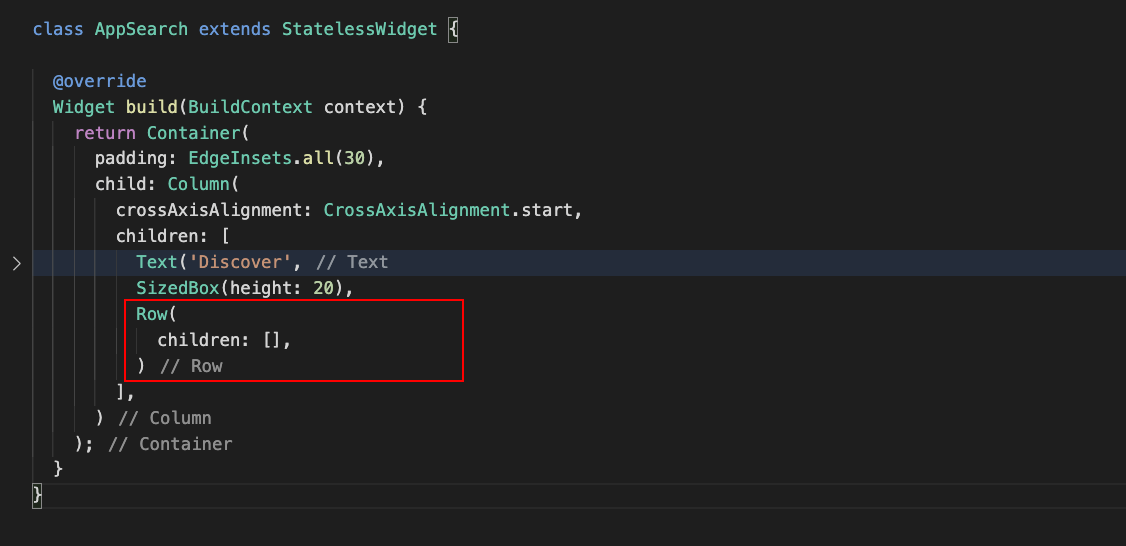 class AppSearch extends StatelessWidget {
@override
Widget build(BuildContext context) {
return Container(
padding: EdgeInsets.all(30),
child: Column(
crossAxisAlignment: CrossAxisAlignment.start,
children: [
Text('Discover', // Text
SizedBox(height: 20),
Row(
children: [],
) // Row
],
) // Column
); // Container
}
}